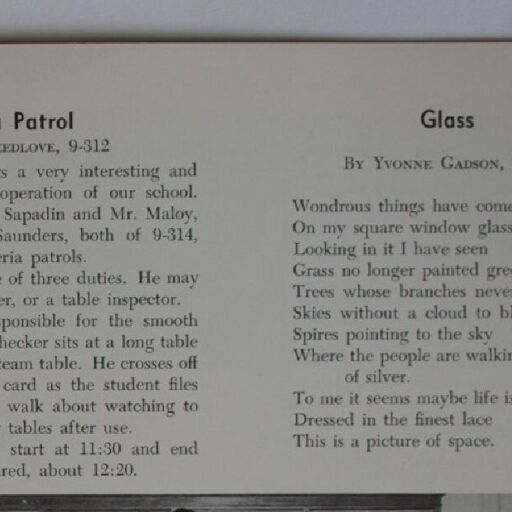 Patrol
EEDLOVE, 9-312
s a very interesting and
operation of our school.
Sapadin and Mr. Maloy,
Saunders, both of 9-314,
ria patrols.
of three duties. He may
er, or a table inspector.
ponsible for the smooth
hecker sits at a long table
team table. He crosses off
card as the student files
walk about watching to
tables after use.
start at 11:30 and end
red, about 12:20.
Glass
BY YVONNE GADSON,
Wondrous things have come
On my square window glass
Looking in it I have seen
Grass no longer painted gre
Trees whose branches neve
Skies without a cloud to bl
Spires pointing to the sky
Where the people are walkin
of silver.
To me it seems maybe life is
Dressed in the finest lace
This is a picture of space.